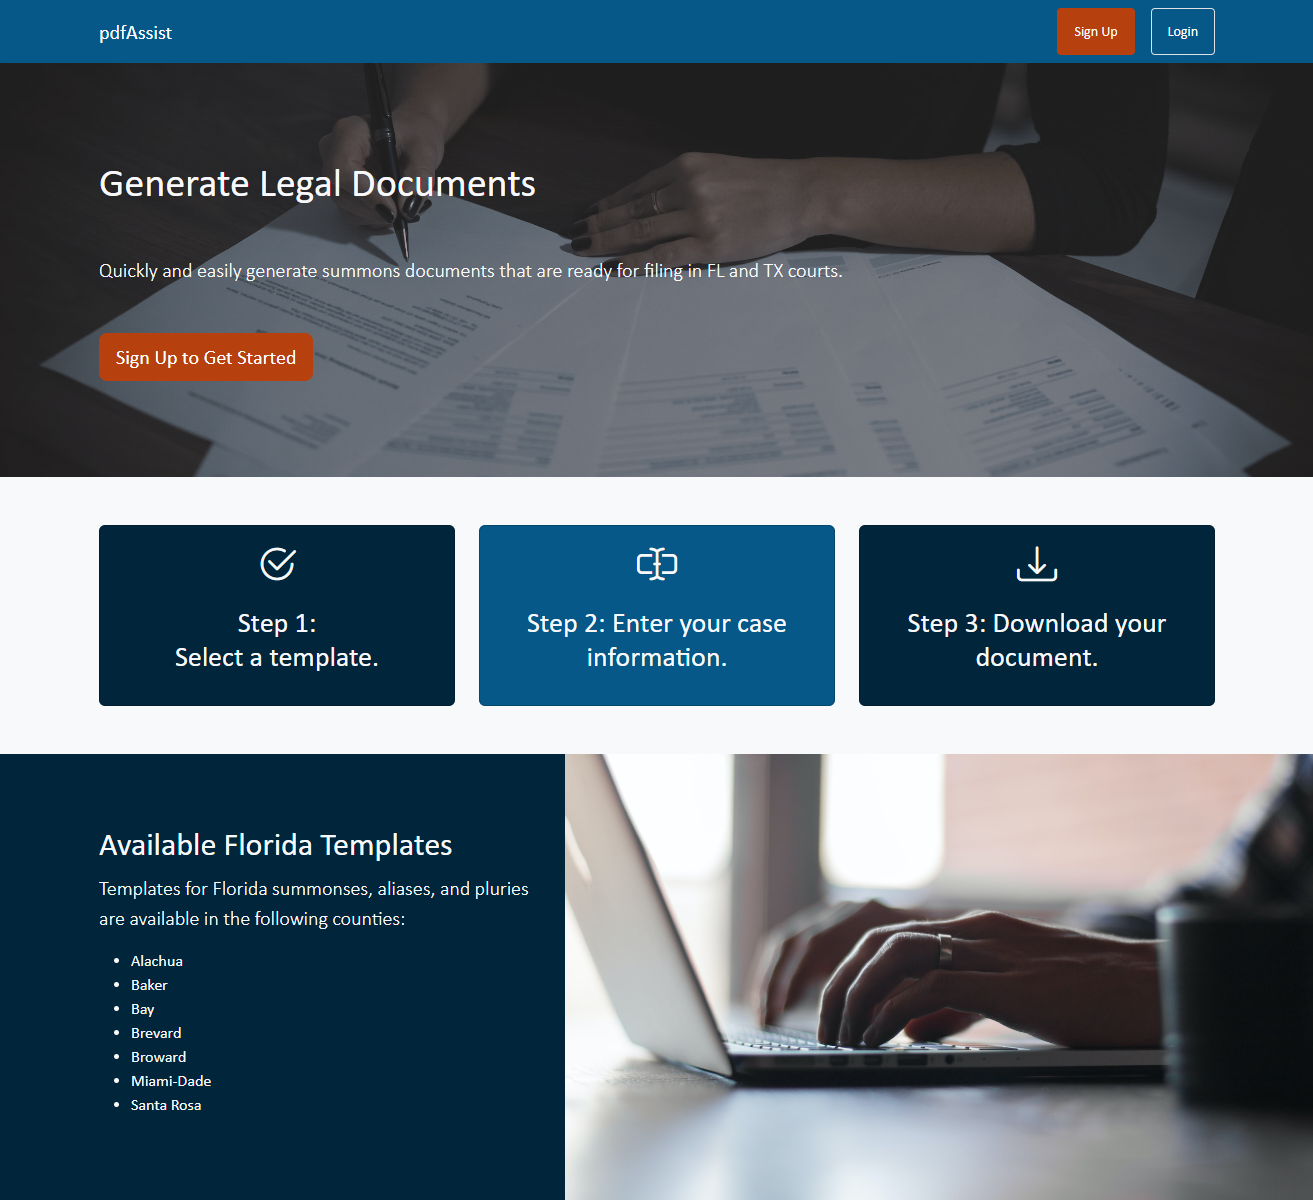 pdfAssist
Sign Up
Login
Generate Legal Documents
Quickly and easily generate summons documents that are ready for filing in FL and TX courts.
Sign Up to Get Started
Step 1:
Select a template.
Step 2: Enter your case
information.
Step 3: Download your
document.
Available Florida Templates
Templates for Florida summonses, aliases, and pluries
are available in the following counties:
• Alachua
• Baker
• Bay
• Brevard
• Broward
• Miami-Dade
• Santa Rosa